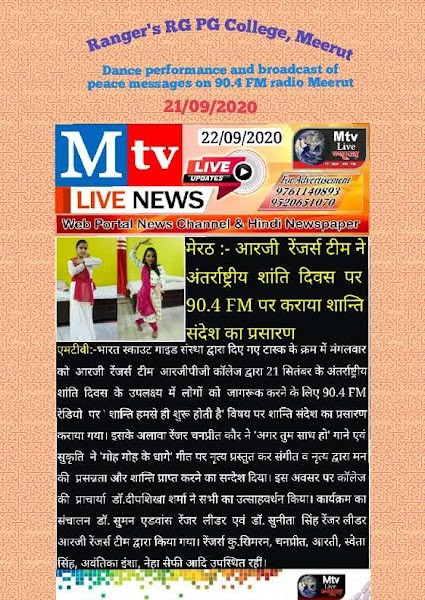 Ranger's RG PG College, Meerut
Dance performance and broadcast of
peace messages on 90.4 FM radio Meerut
21/09/2020
M tv
22/09/2020
LIVE
UPDATES
Mtv
Live
न्यूज
LIVE NEWS
For Advertisement
9761140893
9520651070
Web Portal News Channel & Hindi Newspaper
मेरठ :- आरजी रेंजर्स टीम ने
अंतर्राष्ट्रीय शांति दिवस पर
90.4 FM पर कराया शान्ति
संदेश का प्रसारण
एमटीबी:-भारत स्काउट गाइड संस्था द्वारा दिए गए टास्क के क्रम में मंगलवार
को आरजी रेंजर्स टीम आरजीपीजी कॉलेज द्वारा 21 सितंबर के अंतर्राष्ट्रीय
शांति दिवस के उपलक्ष्य में लोगों को जागरूक करने के लिए 90.4 FM
रेडियो पर ' शान्ति हमसे ही शुरू होती है' विषय पर शान्ति संदेश का प्रसारण
कराया गया। इसके अलावा रेंजर चनप्रीत कौर ने 'अगर तुम साध हो' गाने एवं
सुकृति ने 'मोह मोह के धागे' गीत पर नृत्य प्रस्तुत कर संगीत व नृत्य द्वारा मन
की प्रसन्नता और शान्ति प्राप्त करने का सन्देश दिया। इस अवसर पर कॉलेज
की प्राचार्या डॉ.दीपशिखा शर्मा ने सभी का उत्साहवर्धन किया। कार्यक्रम का
संचालन डॉ. सुमन एडवांस रेंजर लीडर एवं डॉ. सुनीता सिंह रेंजर लीडर
आरजी रेंजर्स टीम द्वारा किया गया। रेंजर्रा कु.सिमरन, चनप्रीत, आरती, स्वेता
सिंह, अवंतिका इंशा, नेहा सैफी आदि उपस्थित रहीं।
Mtv
Live